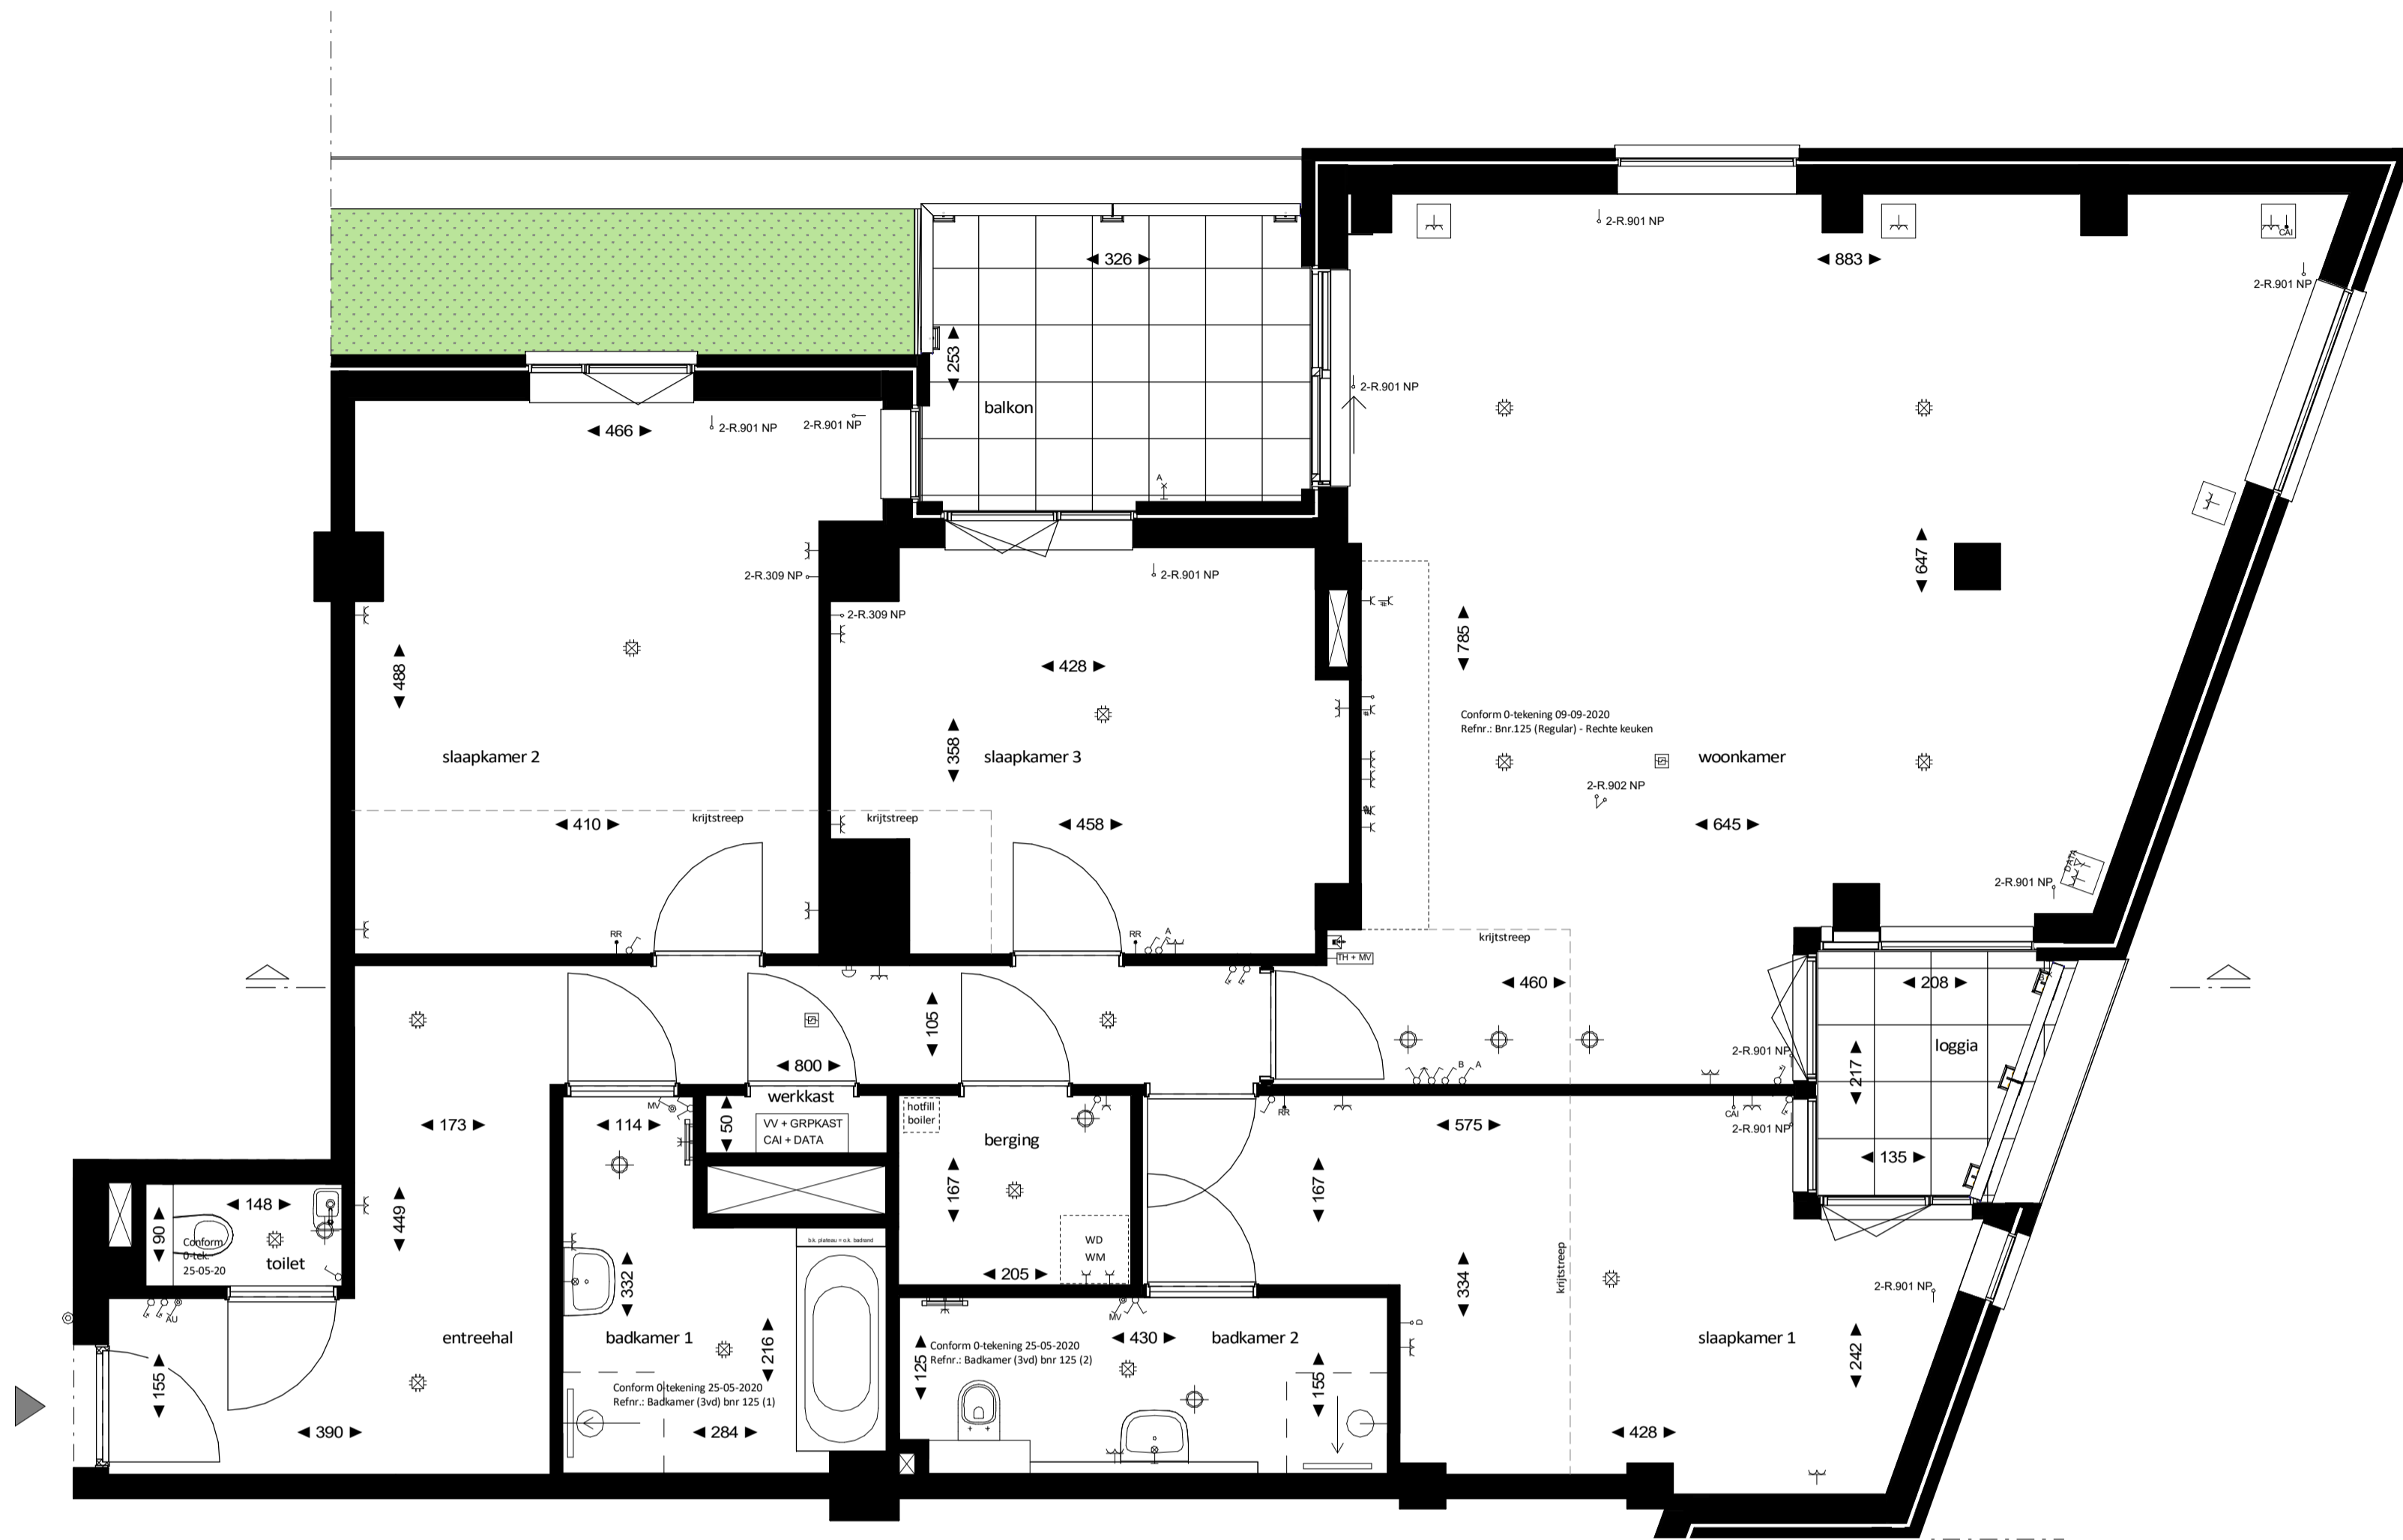 ◄ 326 ►
2-R.901 NP
◄ 883 ►
CAI
2-R.901 NP
◄ 253 ►
2-R.901 NP
balkon
◄ 466 ►
2-R.901 NP
2-R.901 NP
A
2-R.309 NP
2-R.901 NP
2-R.309 NP
◄ 647 ►
◄ 785 ►
◄ 488 ►
◄ 428 ►
Conform 0-tekening 09-09-2020
Refnr.: Bnr.125 (Regular) - Rechte keuken
◄ 358 ►
slaapkamer 2
slaapkamer 3
woonkamer
2-R.902 NP
◄ 410 ►
krijtstreep
krijtstreep
◄ 458 ►
◄ 645 ►
DATA
2-R.901 NP
RR
RR
A
krijtstreep
TH + MV
◄ 460 ►
◄ 208 ►
◄ 105 ►
loggia
2-R.901 NP
◄ 800 ►
B
A
◄ 217 ►
werkkast
MV
hotfill
boiler
RR
CAI
2-R.901 NP
◄ 173 ►
◄ 114 ►
◄ 50 ►
VV + GRPKAST
CAI + DATA
berging
◄ 575 ►
◄ 135 ►
◄ 148 ►
◄ 90 ►
◄ 449 ►
◄ 167 ►
◄ 167 ►
Conform
0-tek.
25-05-20
toilet
b.k. plateau = o.k. badrand
WD
WM
◄ 205 ►
◄ 332 ►
◄ 334 ►
krijtstreep
2-R.901 NP
AU
MV
D
entreehal
badkamer 1
◄ 216 ►
◄ 125 ►
Conform 0-tekening 25-05-2020
Refnr.: Badkamer (3vd) bnr 125 (2)
◄ 430 ►
badkamer 2
slaapkamer 1
◄ 242 ►
◄ 155 ►
Conform 0-tekening 25-05-2020
Refnr.: Badkamer (3vd) bnr 125 (1)
◄ 155 ►
◄ 390 ►
◄ 284 ►
◄ 428 ►